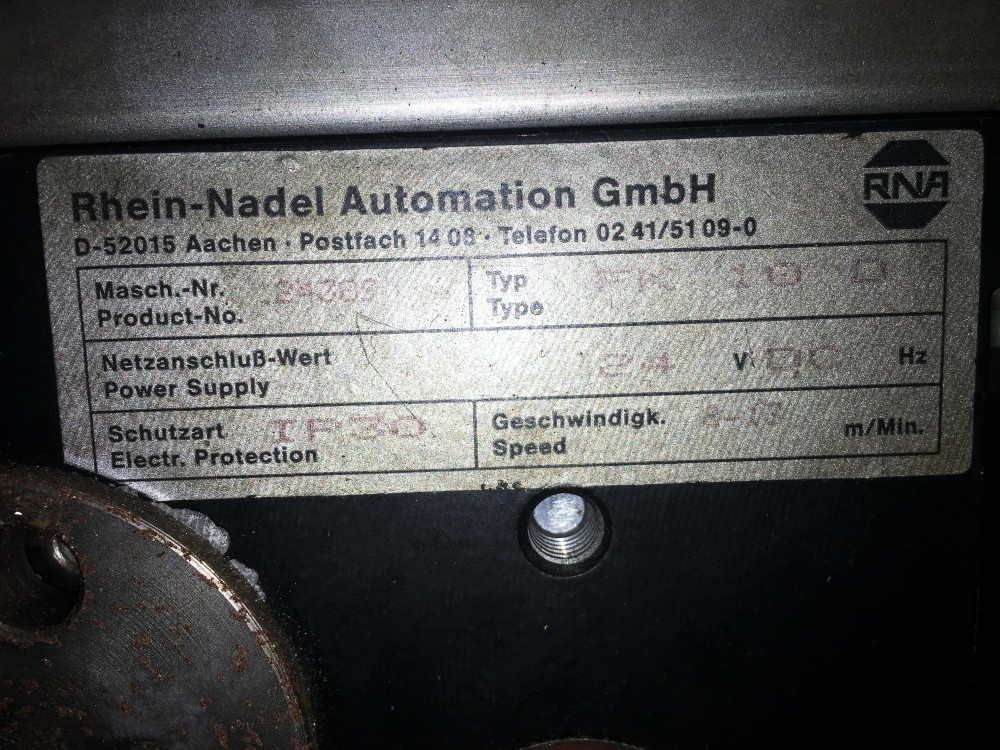 Rhein-Nadel Automation GmbH
RNA
D-52015 Aachen · Postfach 14 08 · Telefon 02 41/51 09-0
Masch.-Nr.
Product-No.
Typ
Type
Netzanschluß-Wert
Power Supply
24 V DC Hz
Schutzart IP30
Electr. Protection
Geschwindigk.
Speed
m/Min.